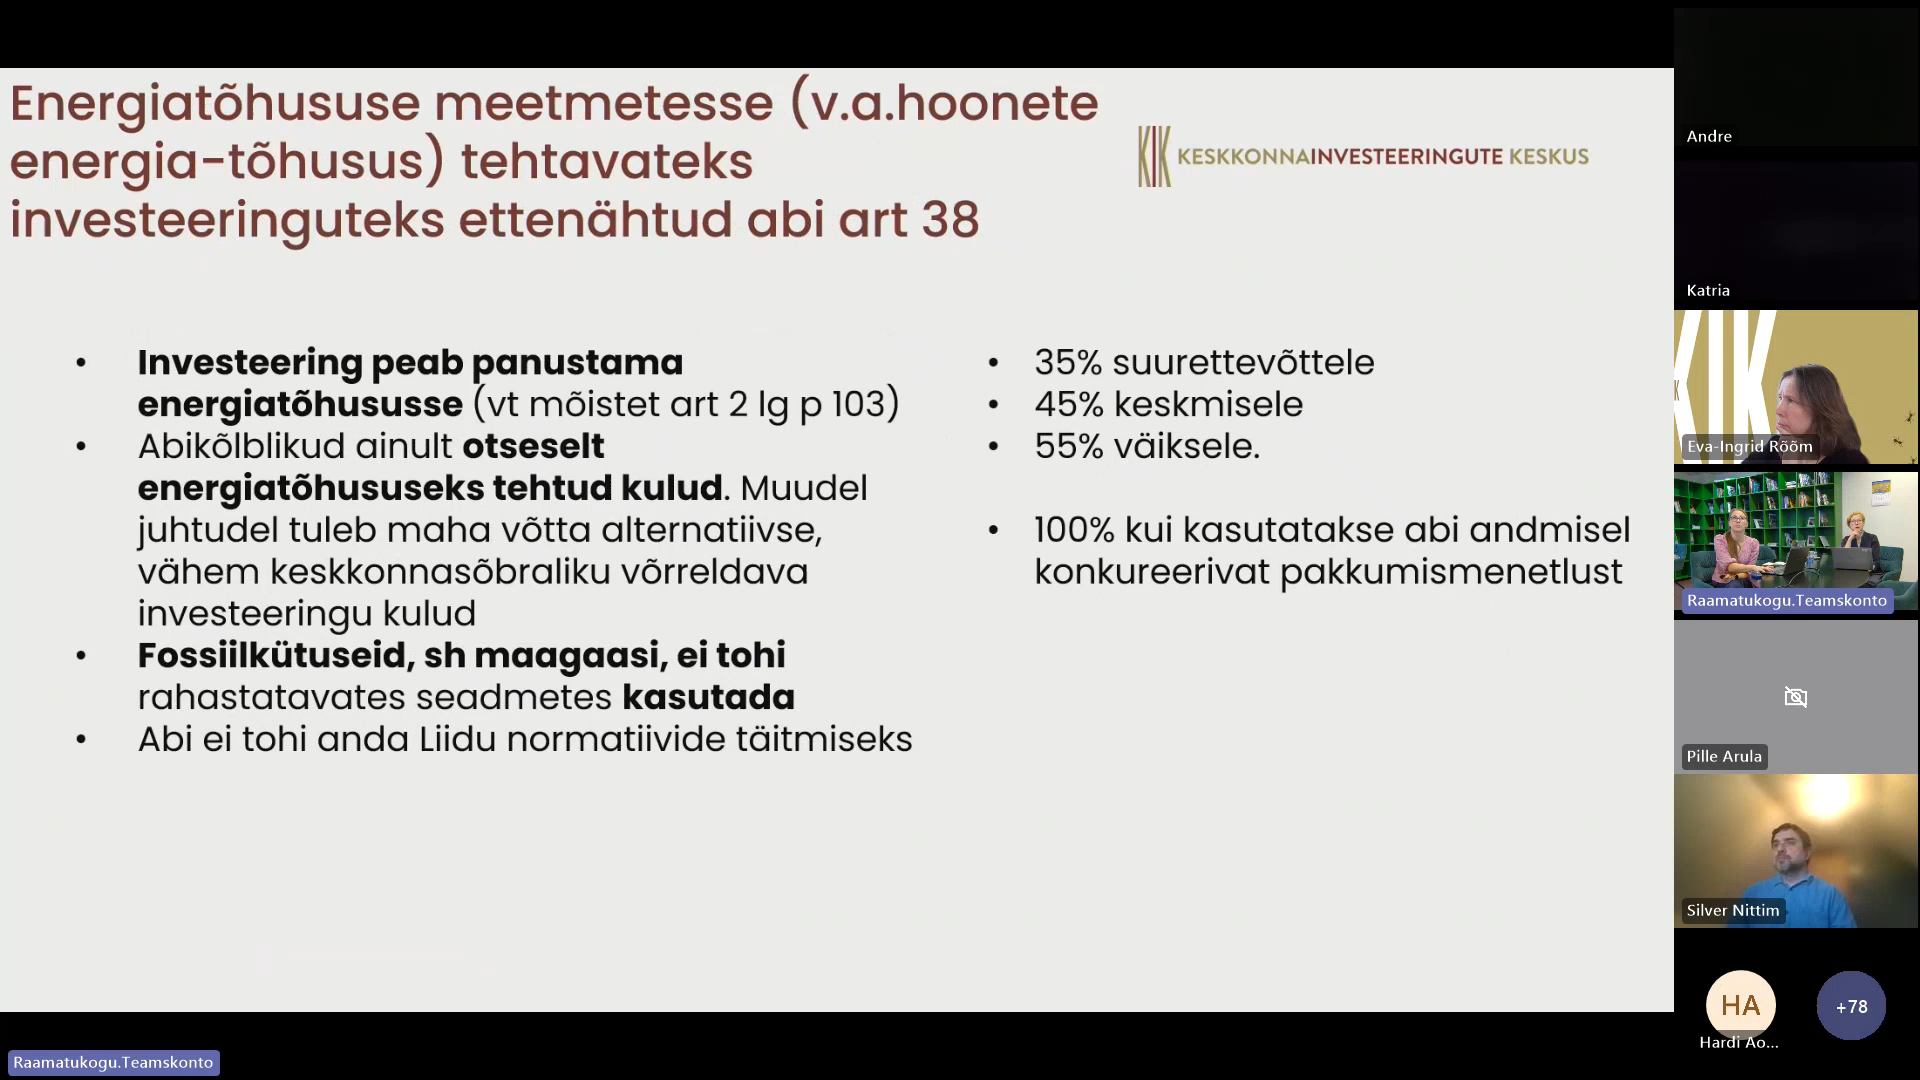 Energiatõhususe meetmetesse (v.a.hoonete
energia-tõhusus) tehtavateks
investeeringuteks ettenähtud abi art 38
KESKKONNAINVESTEERINGUTE KESKUS
• Investeering peab panustama
energiatõhususse (vt mõistet art 2 lg p 103)
• Abikõlblikud ainult otseselt
energiatõhususeks tehtud kulud. Muudel
juhtudel tuleb maha võtta alternatiivse,
vähem keskkonnasõbraliku võrreldava
investeeringu kulud
• Fossiilkütuseid, sh maagaasi, ei tohi
rahastatavates seadmetes kasutada
• Abi ei tohi anda Liidu normatiivide täitmiseks
• 35% suurettevõttele
• 45% keskmisele
• 55% väiksele.
• 100% kui kasutatakse abi andmisel
konkureerivat pakkumismenetlust
Andre
Katria
Eva-Ingrid Rõõm
Raamatukogu.Teamskonto
Pille Arula
Silver Nittim
HA
+78
Hardi Ao...
Raamatukogu.Teamskonto